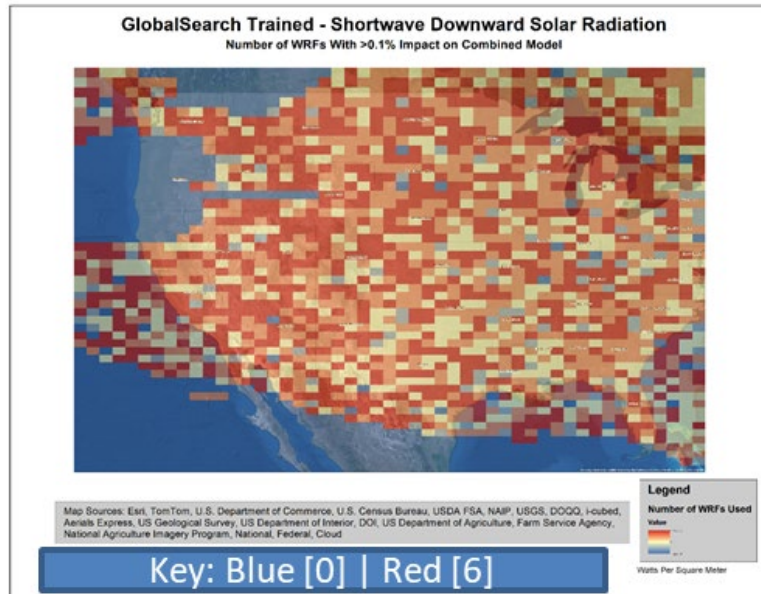 GlobalSearch Trained - Shortwave Downward Solar Radiation
Number of WRFs With >0.1% Impact on Combined Model
Map Sources: Esri, TomTom, U.S. Department of Commerce, U.S. Census Bureau, USDA FSA, NAIP, USGS, DOQQ, i-cubed,
Aerials Express, US Geological Survey, US Department of Interior, DOI, US Department of Agriculture, Farm Service Agency,
National Agriculture Imagery Program, National, Federal, Cloud
Legend
Number of WRFs Used
Value
Watts Per Square Meter
Key: Blue [0] | Red [6]